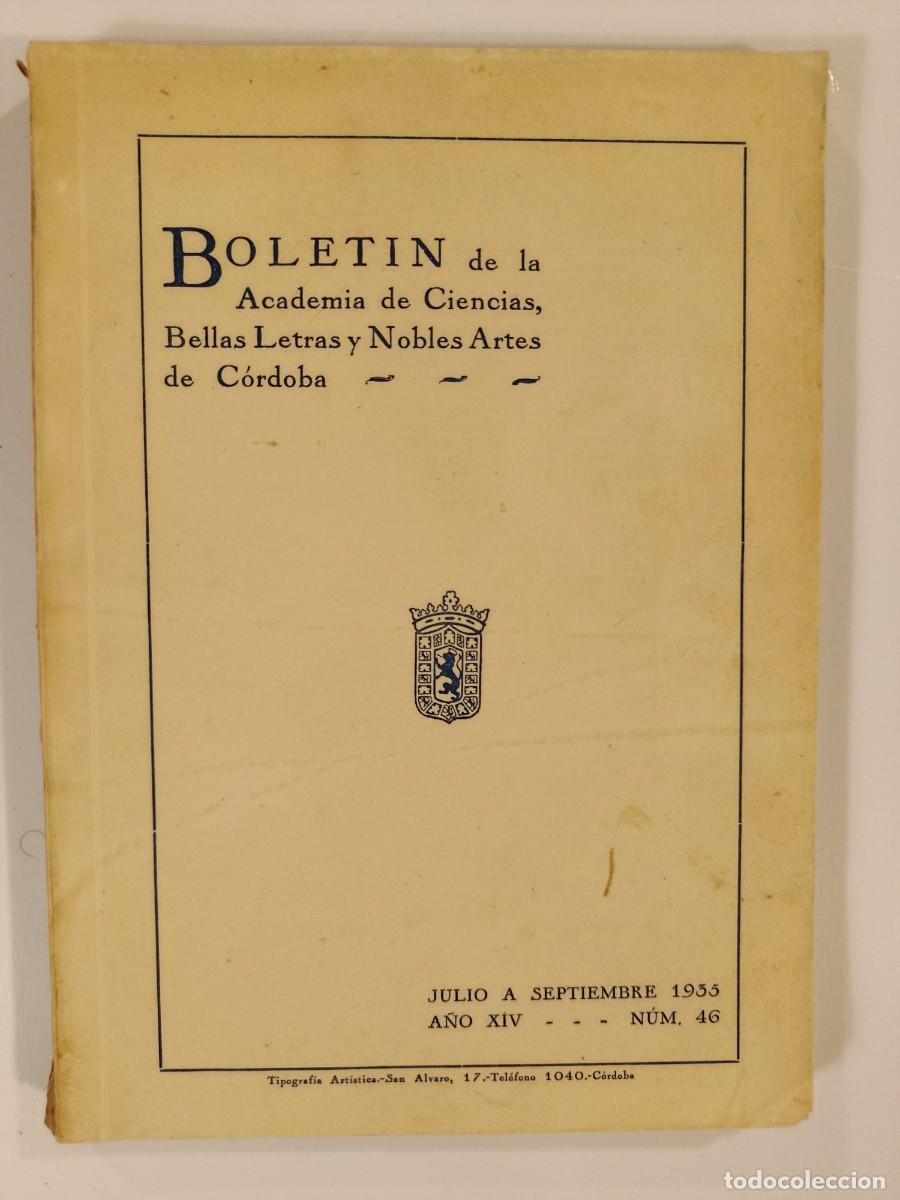 BOLETIN de la
Academia de Ciencias,
Bellas Letras y Nobles Artes
de Córdoba
JULIO A SEPTIEMBRE 1935
AÑO XIV - - - NÚM. 46
Tipografía Artística.-San Alvaro, 17.-Teléfono 1040.-Córdoba
todocoleccion